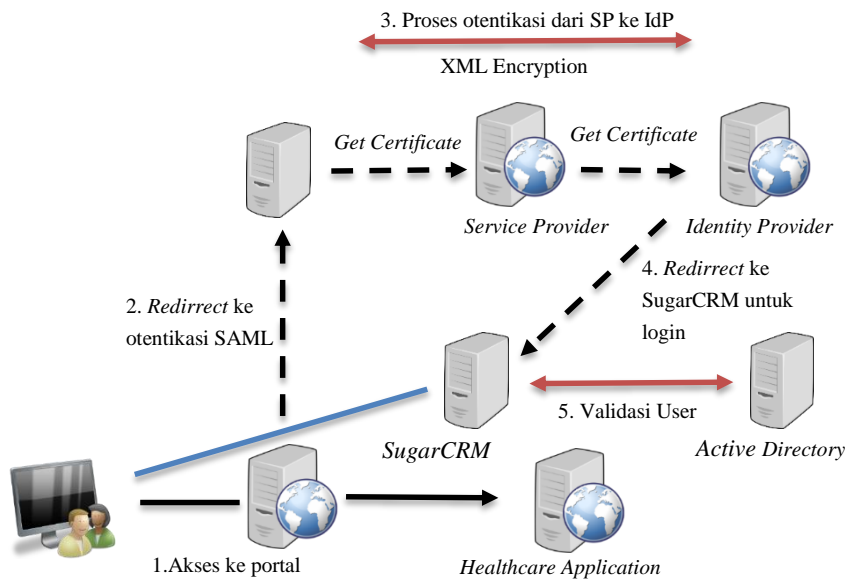 3. Proses otentikasi dari SP ke IdP
XML Encryption
Get Certificate
Get Certificate
Service Provider
Identity Provider
2. Redirrect ke
otentikasi SAML
4. Redirrect ke
SugarCRM untuk
login
5. Validasi User
SugarCRM
Active Directory
1.Akses ke portal
Healthcare Application